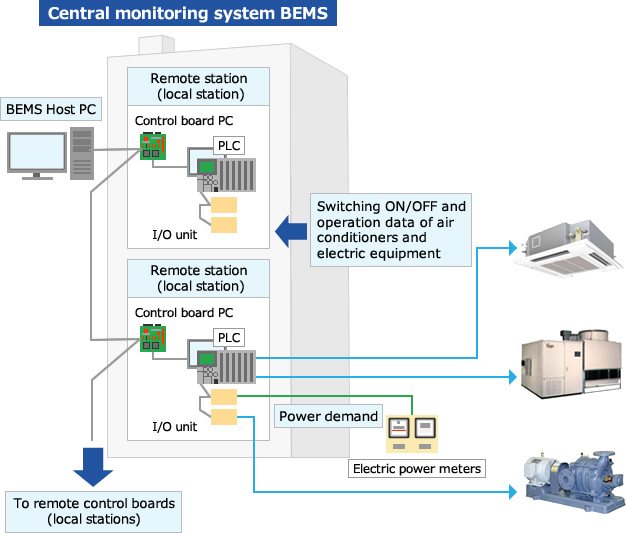 Central monitoring system BEMS
Remote station
(local station)
BEMS Host PC
Control board PC
PLC
I/O unit
Switching ON/OFF and
operation data of air
conditioners and
electric equipment
Remote station
(local station)
Control board PC
PLC
I/O unit
Power demand
Electric power meters
To remote control boards
(local stations)